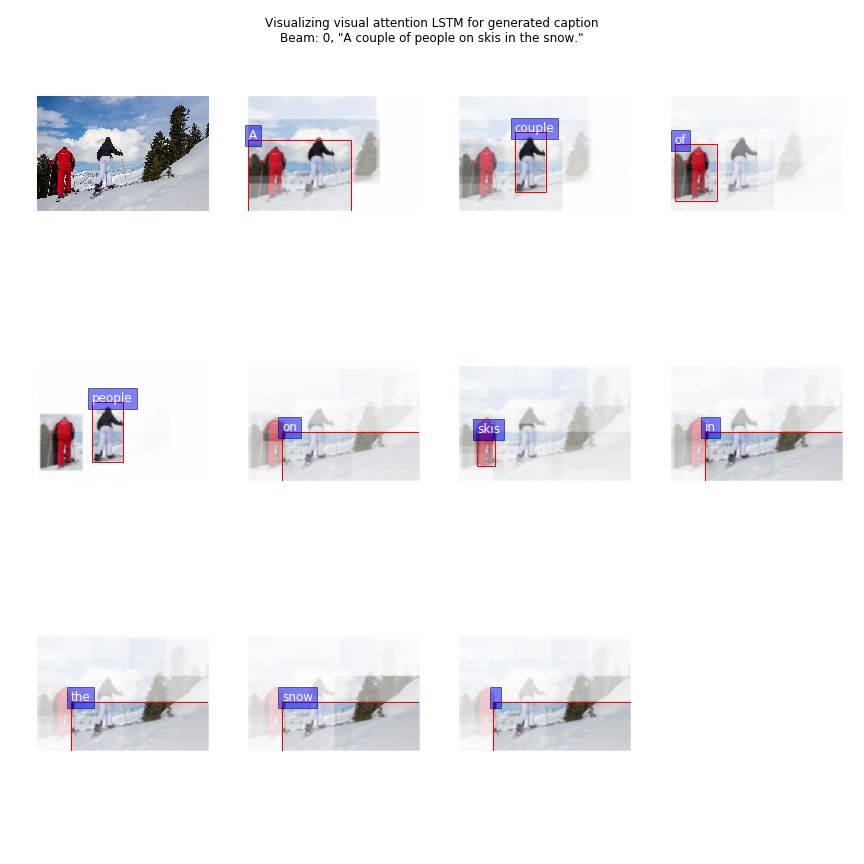 Visualizing visual attention LSTM for generated caption
Beam: 0, "A couple of people on skis in the snow."
A
couple
of
people
on
skis
in
the
snow
.